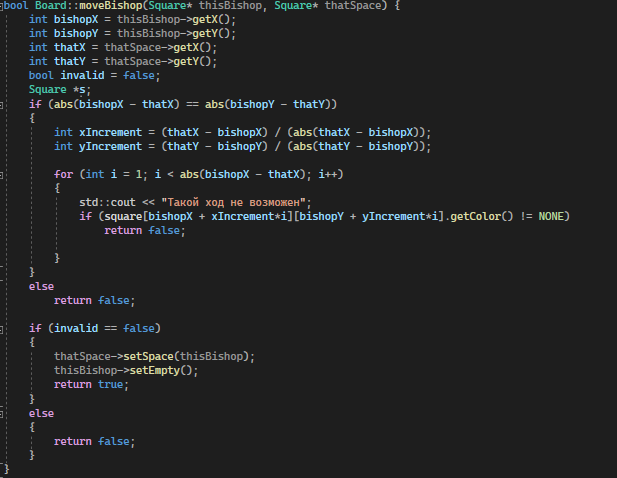 bool Board::moveBishop(Square* thisBishop, Square* thatSpace) {
    int bishopX = thisBishop->getX();
    int bishopY = thisBishop->getY();
    int thatX = thatSpace->getX();
    int thatY = thatSpace->getY();
    bool invalid = false;
    Square *s;
    if (abs(bishopX - thatX) == abs(bishopY - thatY))
    {
        int xIncrement = (thatX - bishopX) / (abs(thatX - bishopX));
        int yIncrement = (thatY - bishopY) / (abs(thatY - bishopY));

        for (int i = 1; i < abs(bishopX - thatX); i++)
        {
            std::cout << "Такой ход не возможен";
            if (square[bishopX + xIncrement*i][bishopY + yIncrement*i].getColor() != NONE)
                return false;

        }
    }
    else
        return false;

    if (invalid == false)
    {
        thatSpace->setSpace(thisBishop);
        thisBishop->setEmpty();
        return true;
    }
    else
    {
        return false;
    }
}